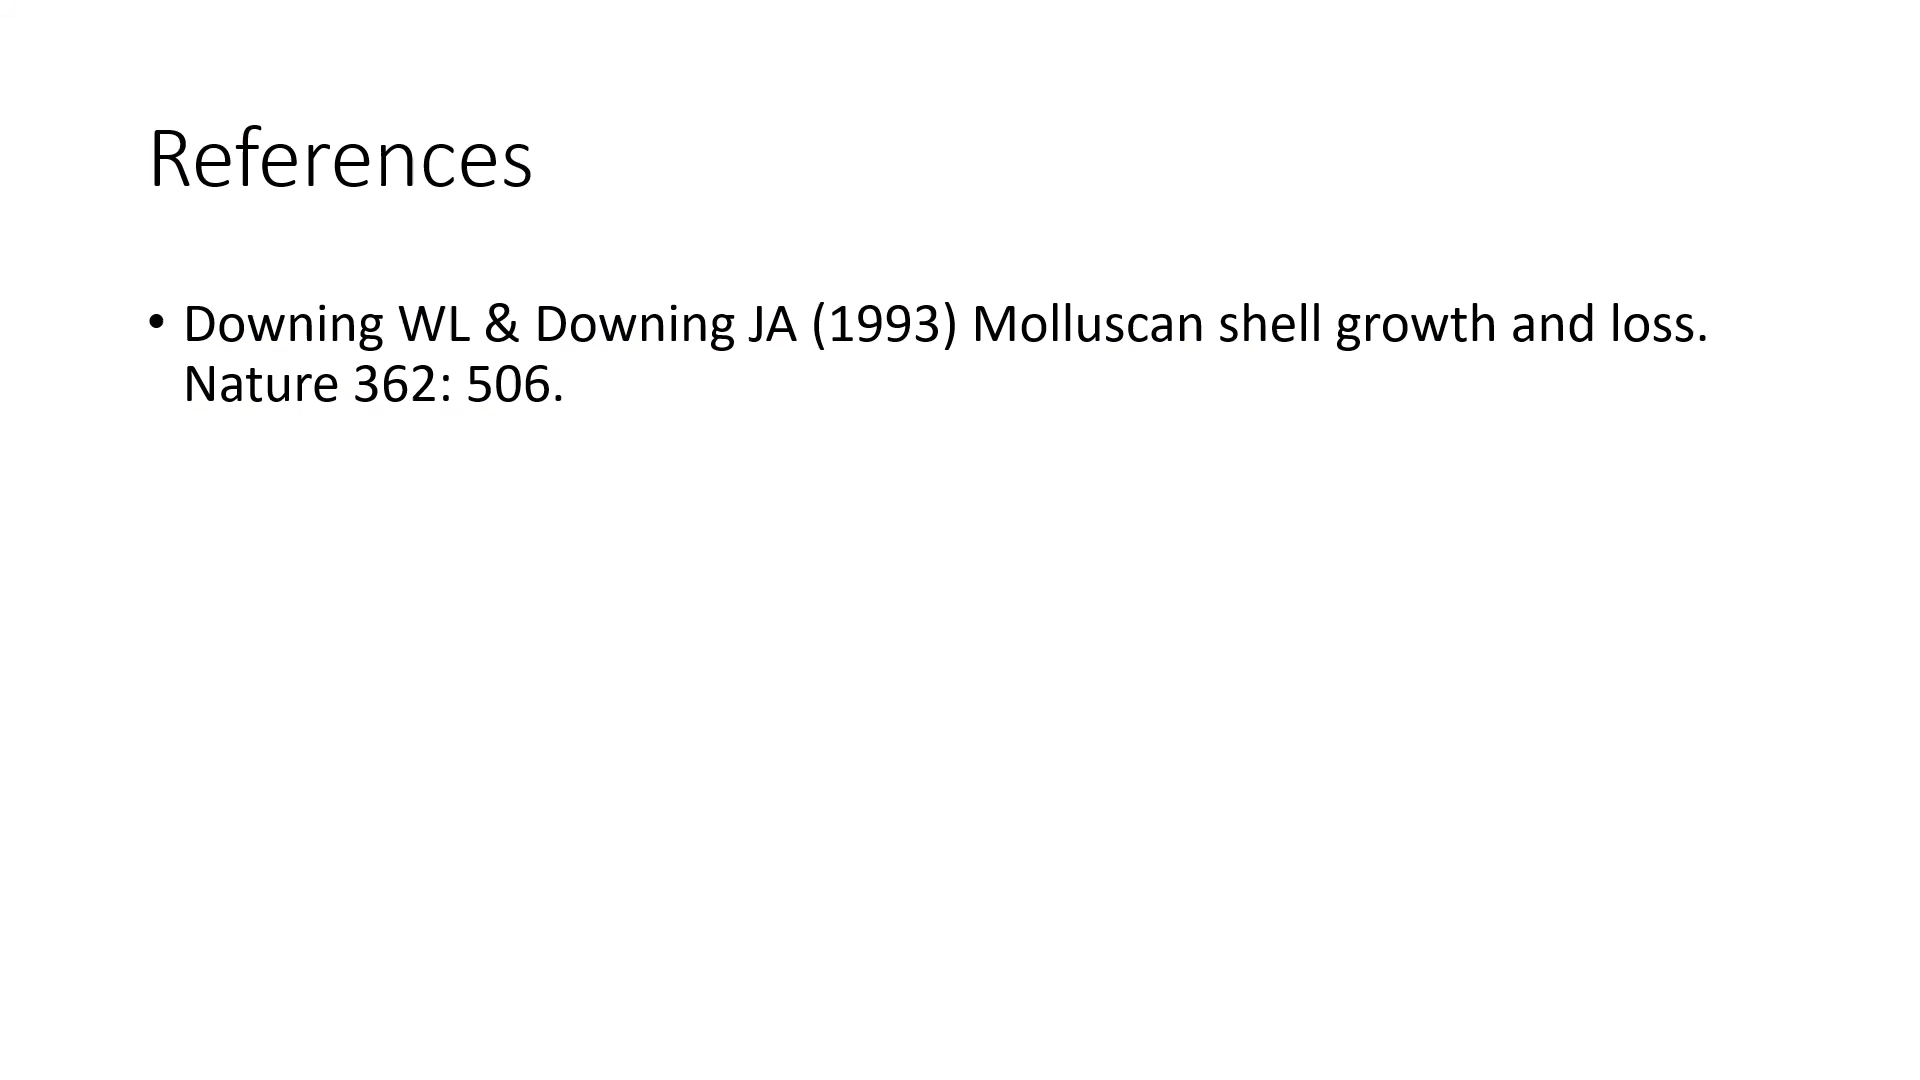 References
• Downing WL & Downing JA (1993) Molluscan shell growth and loss.
Nature 362: 506.